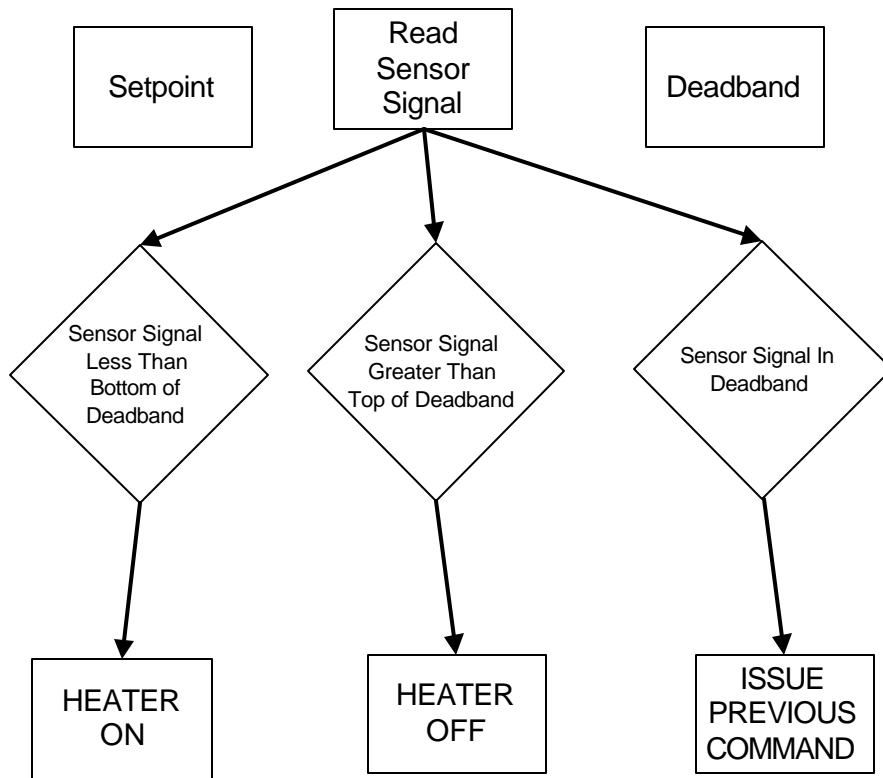 Setpoint
Read
Sensor
Signal
Deadband
Sensor Signal
Less Than
Bottom of
Deadband
Sensor Signal
Greater Than
Top of Deadband
Sensor Signal In
Deadband
HEATER
ON
HEATER
OFF
ISSUE
PREVIOUS
COMMAND